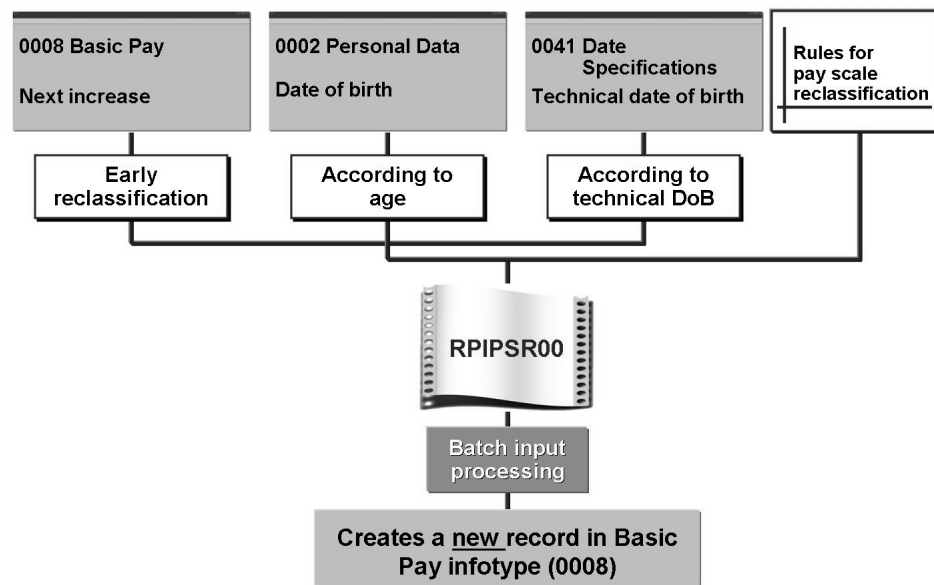 0008 Basic Pay
Next increase
0002 Personal Data
Date of birth
0041 Date
Specifications
Technical date of birth
Rules for
pay scale
reclassification
Early
reclassification
According to
age
According to
technical DoB
RPIPSR00
Batch input
processing
Creates a new record in Basic
Pay infotype (0008)